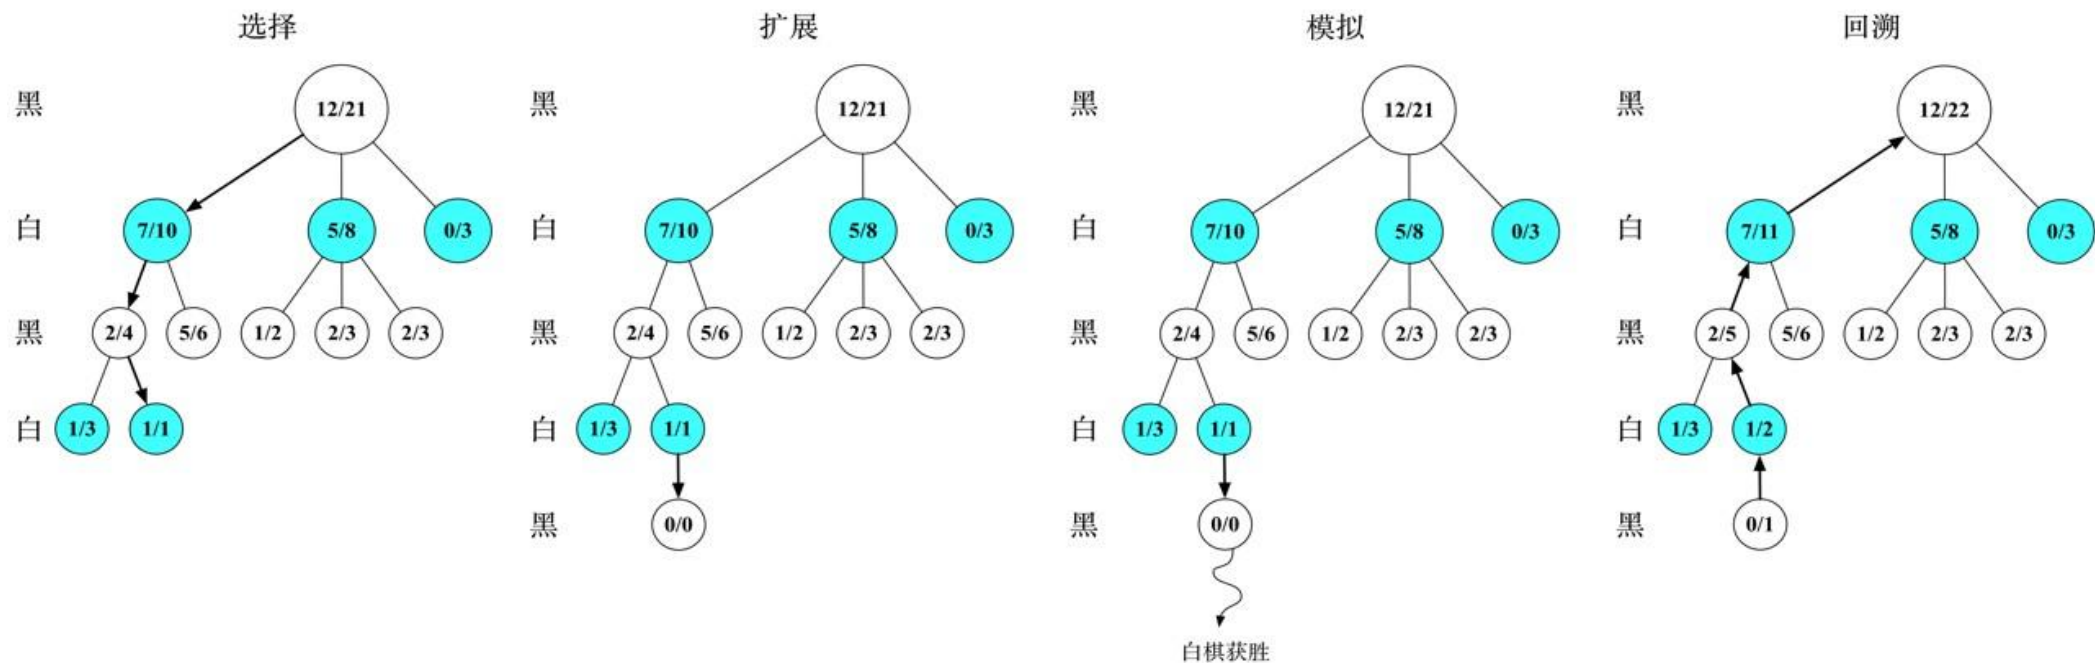 选择 扩展 模拟 回溯
黑 12/21 黑 12/21 黑 12/21 黑 12/22
白 7/10 5/8 0/3 白 7/10 5/8 0/3 白 7/10 5/8 0/3 白 7/11 5/8 0/3
黑 2/4 5/6 1/2 2/3 2/3 黑 2/4 5/6 1/2 2/3 2/3 黑 2/4 5/6 1/2 2/3 2/3 黑 2/5 5/6 1/2 2/3 2/3
白 1/3 1/1 白 1/3 1/1 白 1/3 1/1 白 1/3 1/2
黑 0/0 黑 0/0 黑 0/1
白棋获胜